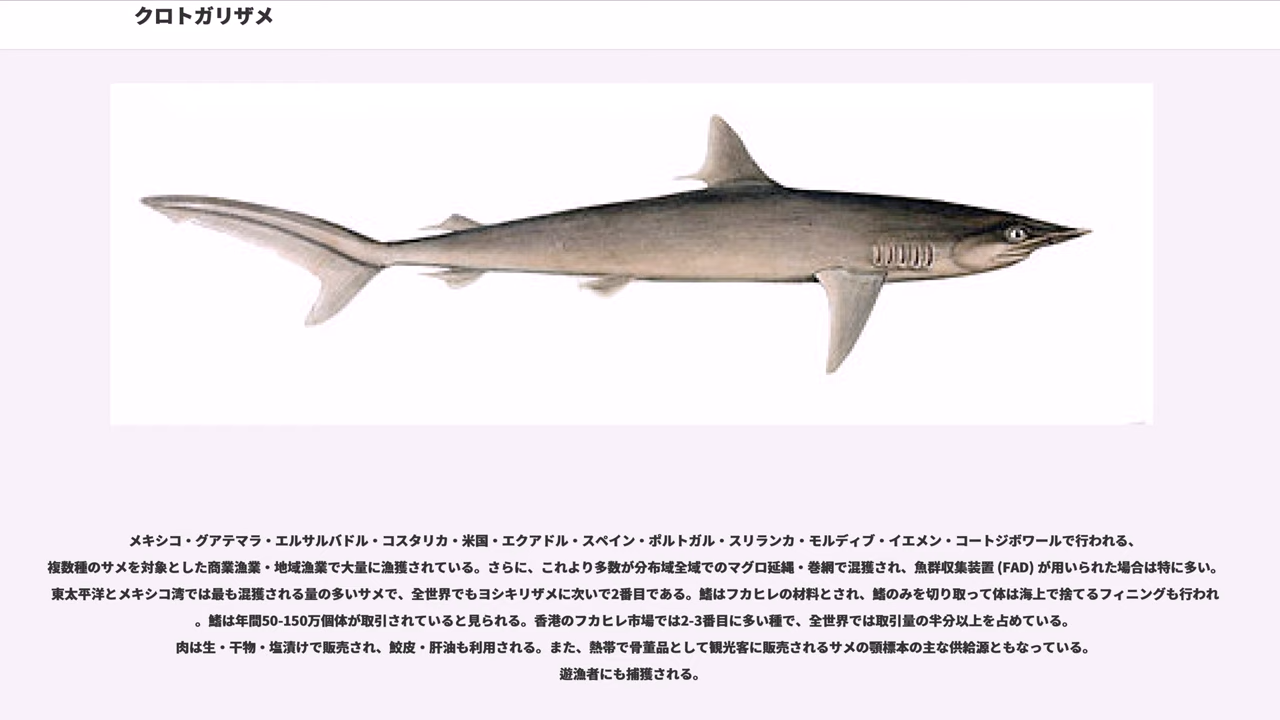 クロトガリザメ
メキシコ・グアテマラ・エルサルバドル・コスタリカ・米国・エクアドル・スペイン・ポルトガル・スリランカ・モルディブ・イエメン・コートジボワールで行われる、
複数種のサメを対象とした商業漁業・地域漁業で大量に漁獲されている。さらに、これより多数が分布域全域でのマグロ延縄・巻網で混獲され、魚群収集装置 (FAD) が用いられた場合は特に多い。
東太平洋とメキシコ湾では最も混獲される量の多いサメで、全世界でもヨシキリザメに次いで2番目である。鰭はフカヒレの材料とされ、鰭のみを切り取って体は海上で捨てるフィニングも行われ
。鰭は年間50-150万個体が取引されていると見られる。香港のフカヒレ市場では2-3番目に多い種で、全世界では取引量の半分以上を占めている。
肉は生・干物・塩漬けで販売され、鮫皮・肝油も利用される。また、熱帯で骨董品として観光客に販売されるサメの顎標本の主な供給源ともなっている。
遊漁者にも捕獲される。